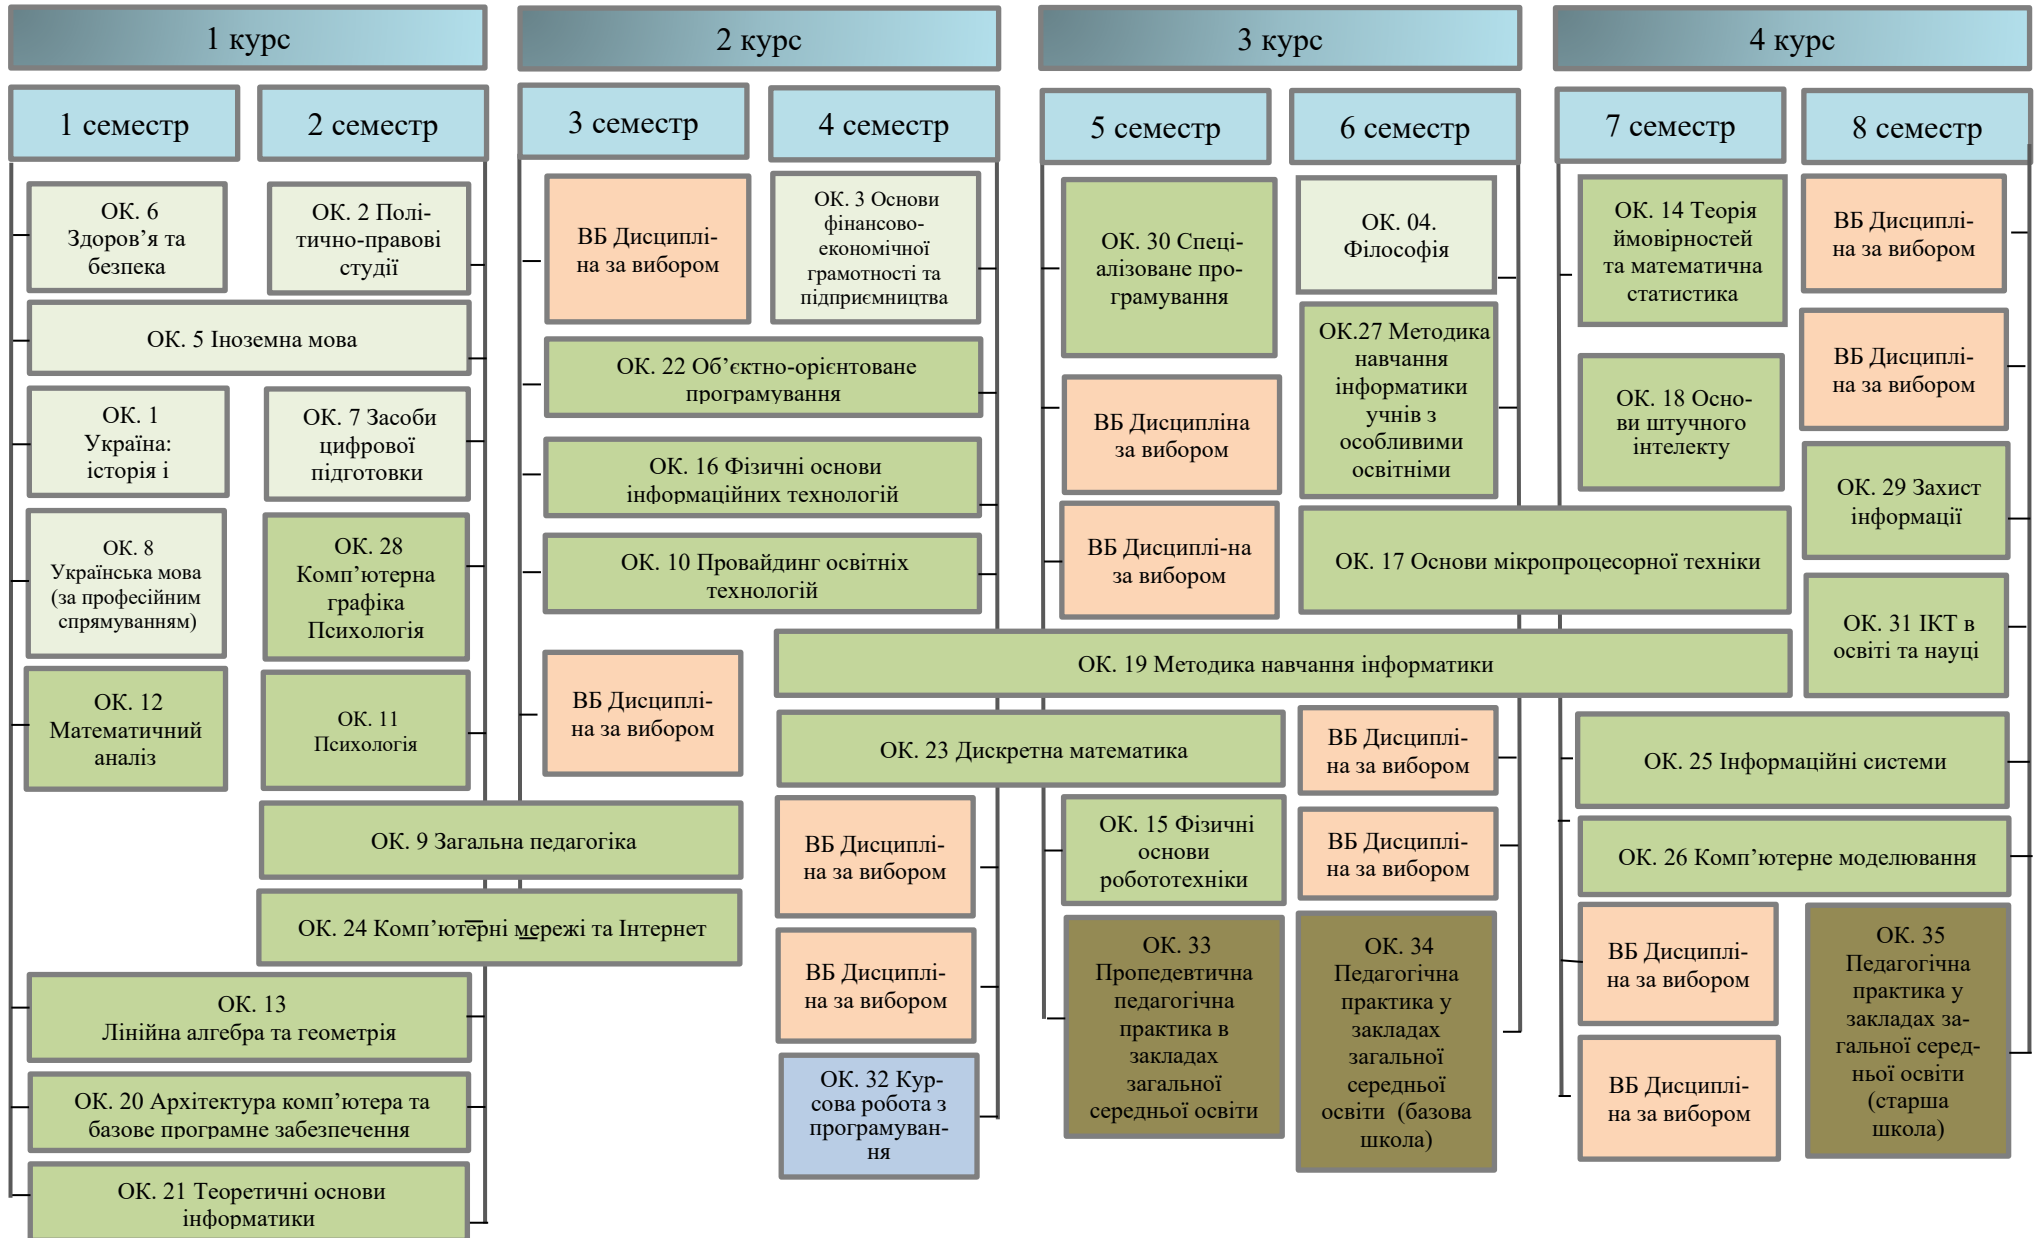 1 курс
2 курс
3 курс
4 курс
1 семестр
2 семестр
3 семестр
4 семестр
5 семестр
6 семестр
7 семестр
8 семестр
ОК. 6
Здоров’я та
безпека
ОК. 2 Полі-
тично-правові
студії
ОК. 5 Іноземна мова
ОК. 1
Україна:
історія і
ОК. 7 Засоби
цифрової
підготовки
ОК. 8
Українська мова
(за професійним
спрямуванням)
ОК. 28
Комп’ютерна
графіка
Психологія
ОК. 12
Математичний
аналіз
ОК. 11
Психологія
ОК. 9 Загальна педагогіка
ОК. 24 Комп’ютерні мережі та Інтернет
ОК. 13
Лінійна алгебра та геометрія
ОК. 20 Архітектура комп’ютера та
базове програмне забезпечення
ОК. 21 Теоретичні основи
інформатики
ВБ Дисциплі-
на за вибором
ОК. 3 Основи
фінансово-
економічної
грамотності та
підприємництва
ОК. 22 Об’єктно-орієнтоване
програмування
ОК. 16 Фізичні основи
інформаційних технологій
ОК. 10 Провайдинг освітніх
технологій
ВБ Дисциплі-
на за вибором
ОК. 19 Методика навчання інформатики
ОК. 23 Дискретна математика
ВБ Дисциплі-
на за вибором
ВБ Дисциплі-
на за вибором
ОК. 32 Кур-
сова робота з
програмуван-
ня
ОК. 30 Спеці-
алізоване про-
грамування
ВБ Дисципліна
за вибором
ВБ Дисциплі-на
за вибором
ОК. 04.
Філософія
ОК.27 Методика
навчання
інформатики
учнів з
особливими
освітніми
ОК. 17 Основи мікропроцесорної техніки
ВБ Дисциплі-
на за вибором
ОК. 15 Фізичні
основи
робототехніки
ВБ Дисциплі-
на за вибором
ОК. 33
Пропедевтична
педагогічна
практика в
закладах
загальної
середньої освіти
ОК. 34
Педагогічна
практика у
закладах
загальної
середньої
освіти (базова
школа)
ОК. 14 Теорія
ймовірностей
та математична
статистика
ВБ Дисциплі-
на за вибором
ВБ Дисциплі-
на за вибором
ОК. 18 Осно-
ви штучного
інтелекту
ОК. 29 Захист
інформації
ОК. 31 ІКТ в
освіті та науці
ОК. 25 Інформаційні системи
ОК. 26 Комп’ютерне моделювання
ВБ Дисциплі-
на за вибором
ВБ Дисциплі-
на за вибором
ОК. 35
Педагогічна
практика у
закладах за-
гальної серед-
ньої освіти
(старша
школа)